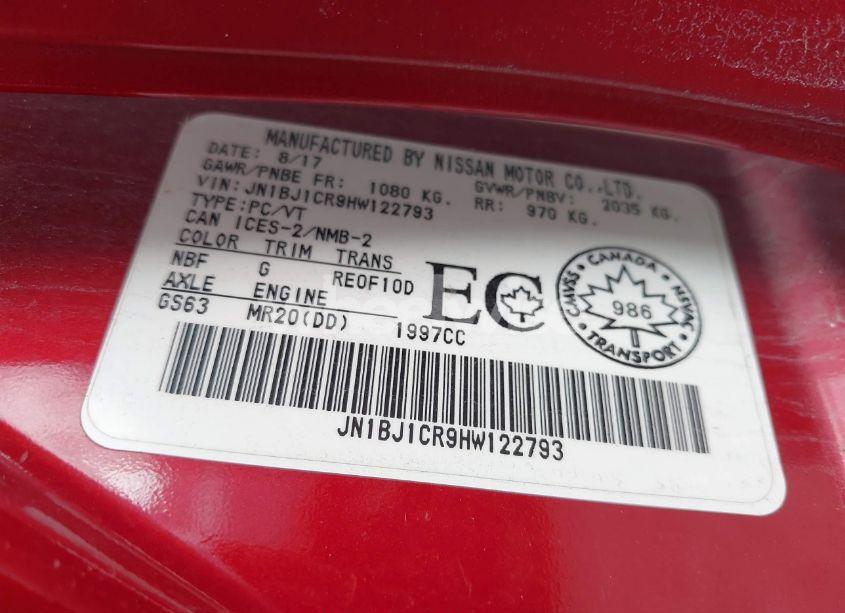 MANUFACTURED BY NISSAN MOTOR CO.,LTD.
DATE: 8/17 GVWR/PNBV: 2035 KG.
GAWR/PNBE FR: 1080 KG. RR: 970 KG.
VIN: JN1BJ1CR9HW122793
TYPE:PC/VT
CAN ICES-2/NMB-2
COLOR TRIM TRANS
NBF G RE0F10D
AXLE ENGINE
GS63 MR20(DD) 1997CC
EC
CANADA
CMVSS 986 NSVAC
TRANSPORT
JN1BJ1CR9HW122793